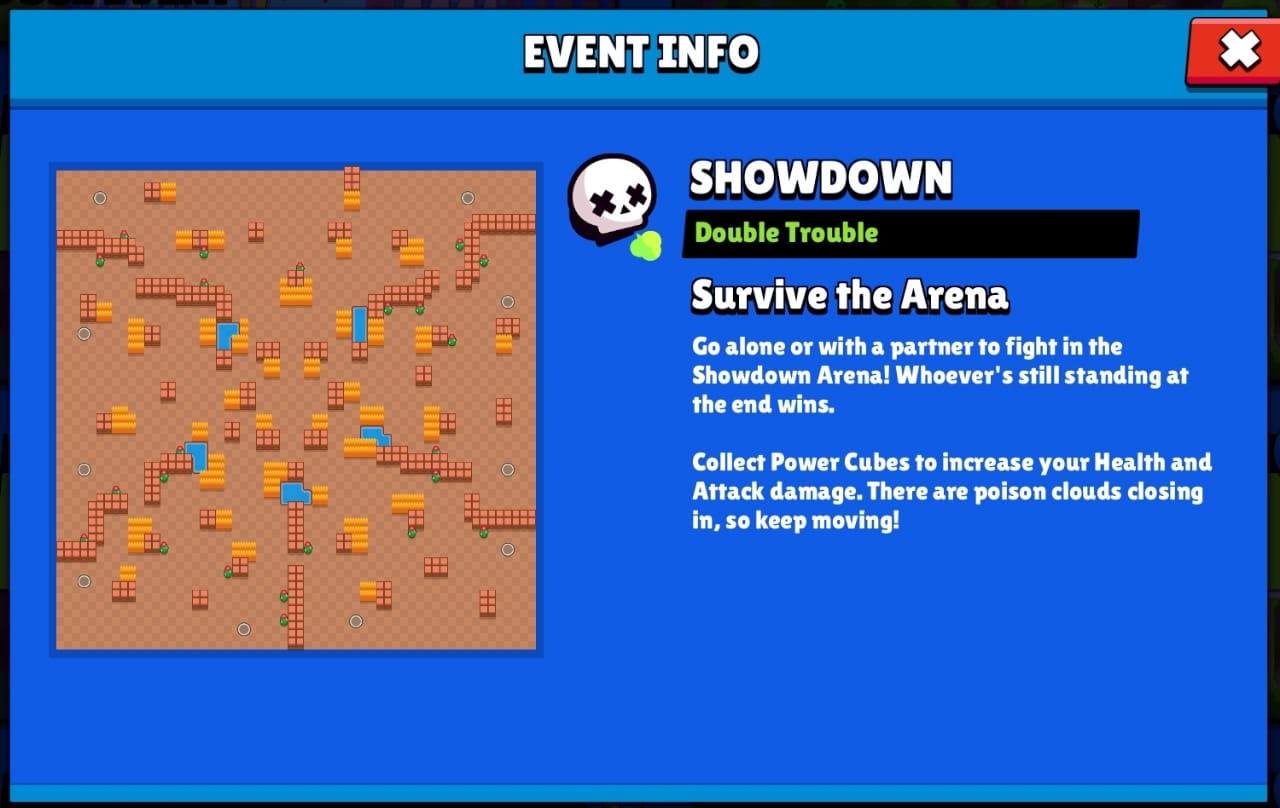 EVENT INFO
SHOWDOWN
Double Trouble
Survive the Arena
Go alone or with a partner to fight in the
Showdown Arena! Whoever's still standing at
the end wins.
Collect Power Cubes to increase your Health and
Attack damage. There are poison clouds closing
in, so keep moving!